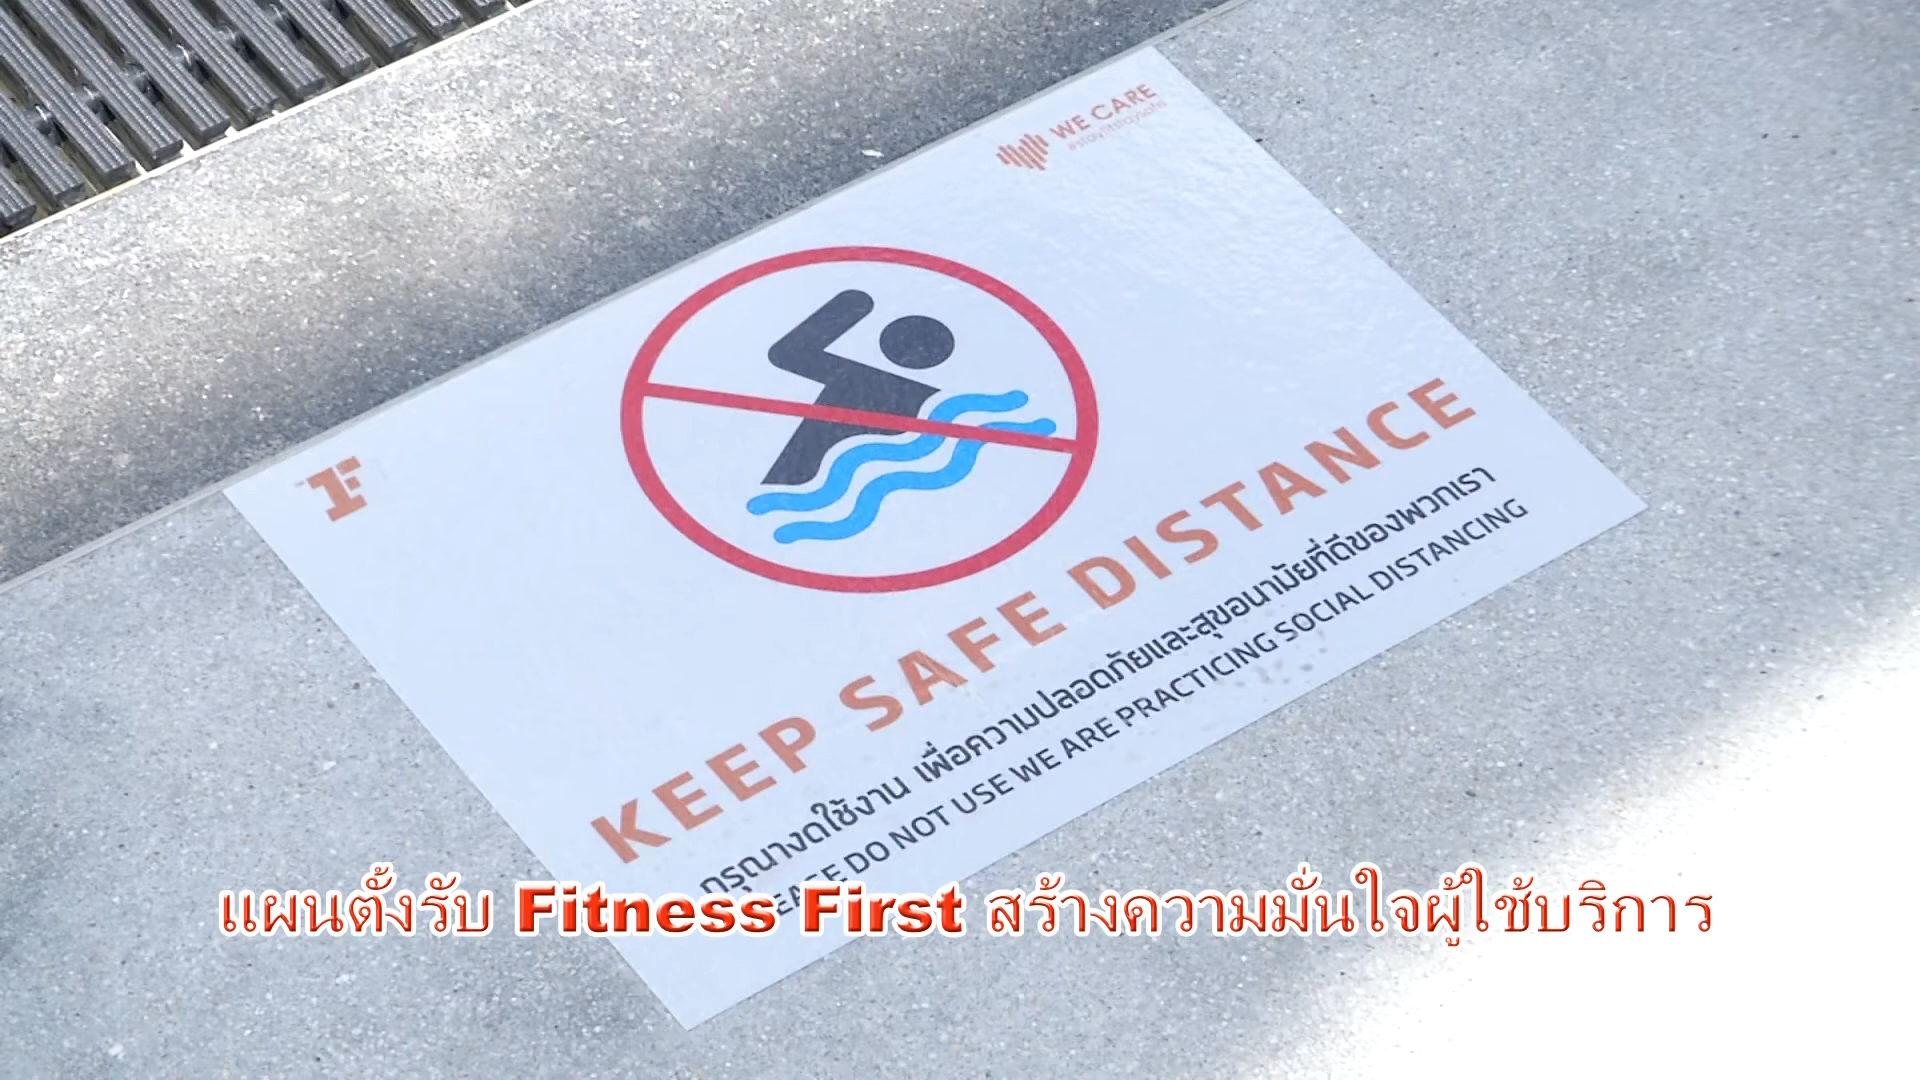 WE CARE
#stayfitstaysafe
KEEP SAFE DISTANCE
กรุณางดใช้งาน เพื่อความปลอดภัยและสุขอนามัยที่ดีของพวกเรา
EASE DO NOT USE WE ARE PRACTICING SOCIAL DISTANCING
แผนตั้งรับ Fitness First สร้างความมั่นใจผู้ใช้บริการ